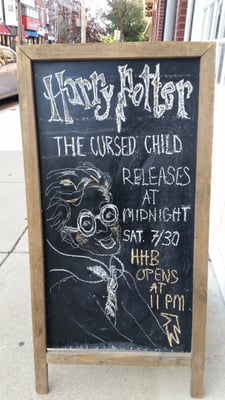 Harry Potter
THE CURSED CHILD
RELEASES
AT
MIDNIGHT
SAT. 7/30
HHB
OPENS
AT
11 PM